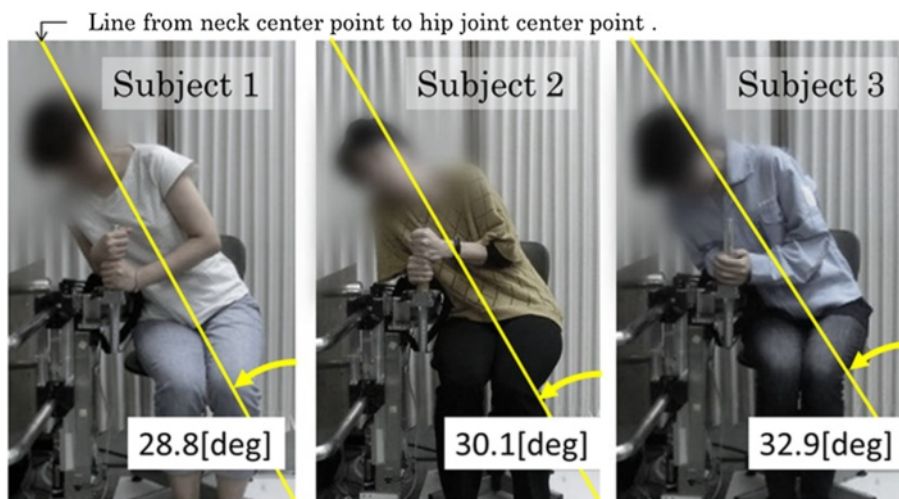 Line from neck center point to hip joint center point .
Subject 1
Subject 2
Subject 3
28.8[deg]
30.1[deg]
32.9[deg]